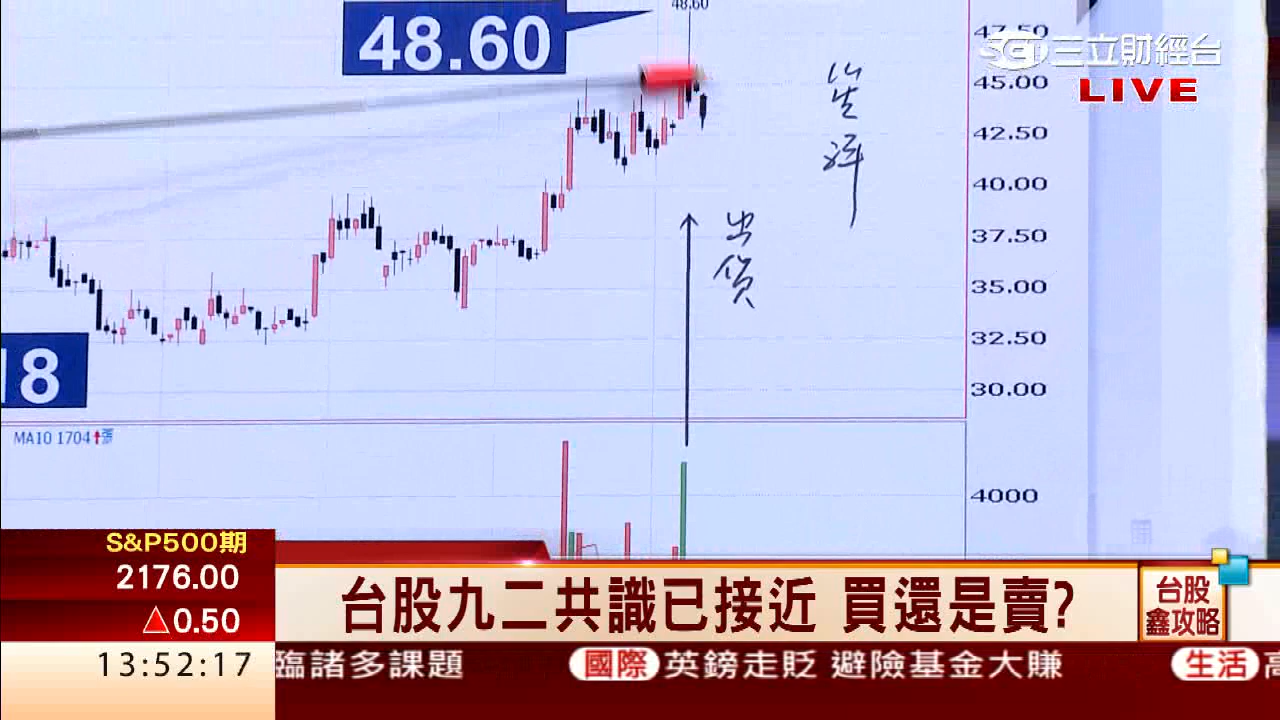 48.60
48.60
47.50
三立財經台
45.00
LIVE
42.50
40.00
37.50
35.00
32.50
30.00
出貨
18
MA10 1704
4000
S&P500期
2176.00
△0.50
13:52:17
台股九二共識已接近 買還是賣?
台股
鑫攻略
臨諸多課題
國際 英鎊走貶 避險基金大賺
生活